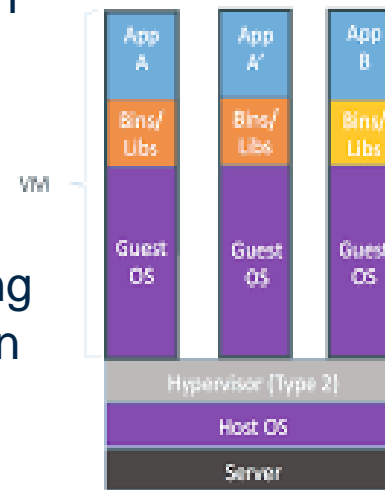 App
A
App
A'
App
B
Bins/
Libs
Bins/
Libs
Bins/
Libs
VM
Guest
OS
Guest
OS
Guest
OS
Hypervisor (Type 2)
Host OS
Server